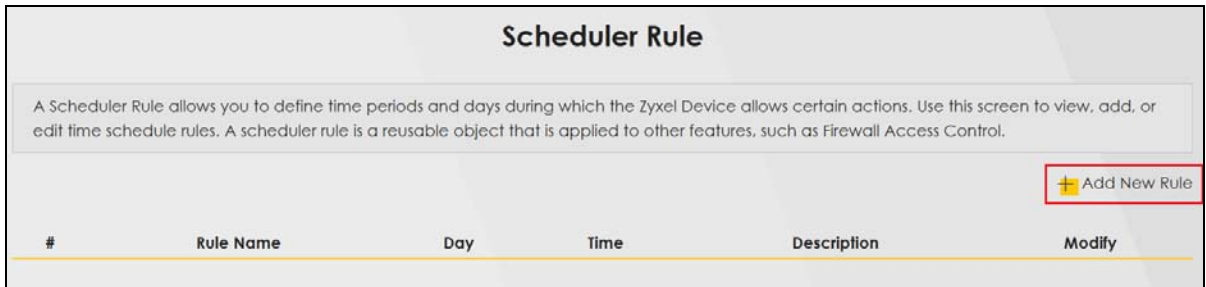 Scheduler Rule
A Scheduler Rule allows you to define time periods and days during which the Zyxel Device allows certain actions. Use this screen to view, add, or
edit time schedule rules. A scheduler rule is a reusable object that is applied to other features, such as Firewall Access Control.
+ Add New Rule
# Rule Name Day Time Description Modify